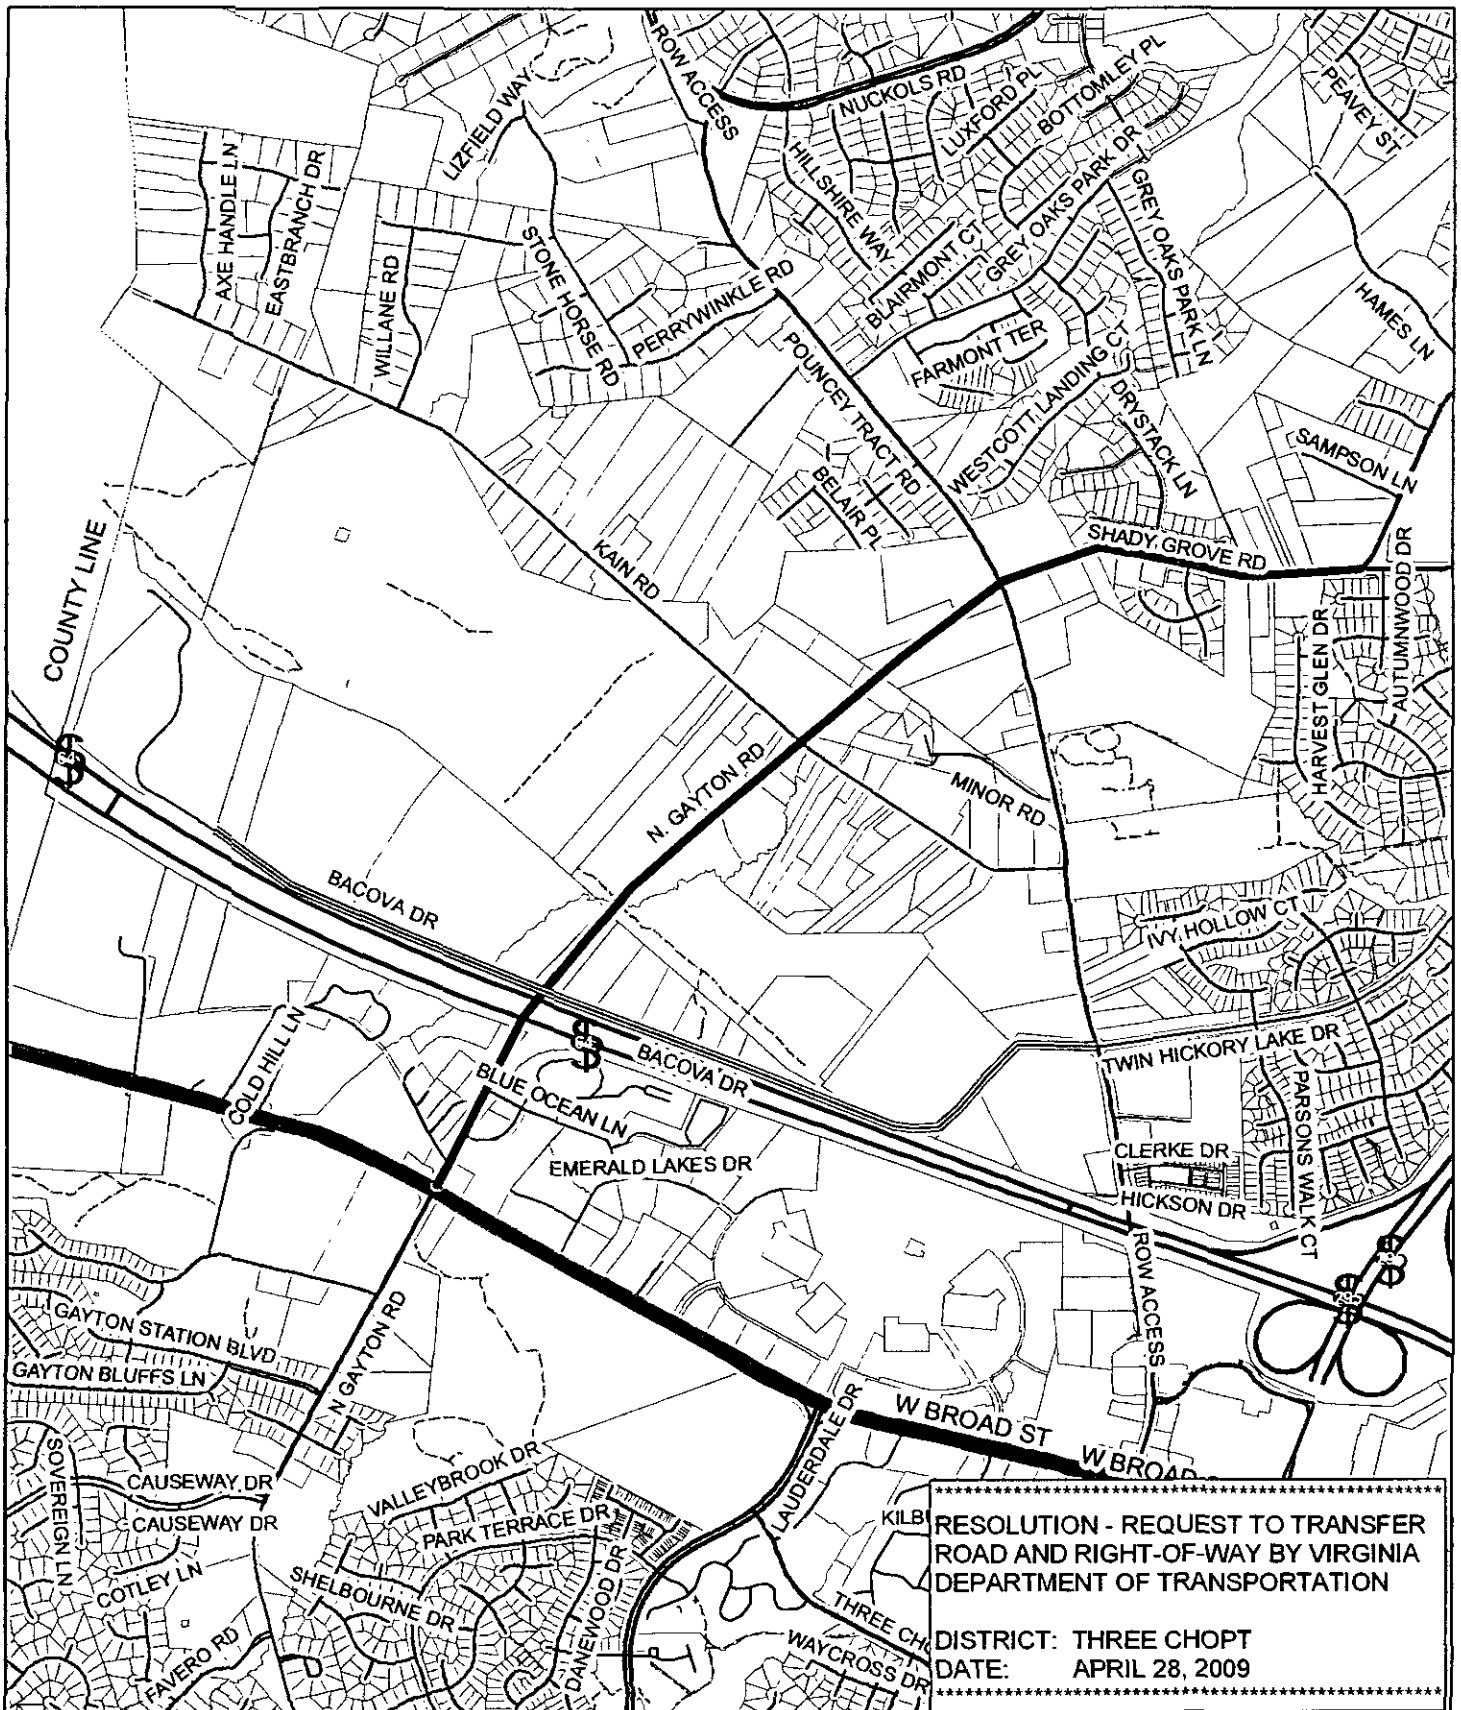 ROW ACCESS
NUCKOLS RD
LUXFORD PL
BOTTOMLEY PL
PEAVEY ST
LIZFIELD WAY
AXE HANDLE LN
EASTBRANCH DR
HILLSHIRE WAY
GREY OAKS PARK DR
GREY OAKS PARK LN
WILLANE RD
STONE HORSE RD
PERRYWINKLE RD
BLAIRMONT CT
HAMES LN
POUNCEY TRACT RD
FARMONT TER
WESTCOTT LANDING CT
DRYSTACK LN
SAMPSON LN
BELAIR PL
COUNTY LINE
KAIN RD
SHADY GROVE RD
AUTUMNWOOD DR
HARVEST GLEN DR
64
N. GAYTON RD
MINOR RD
BACOVA DR
IVY HOLLOW CT
COLD HILL LN
64
BACOVA DR
TWIN HICKORY LAKE DR
BLUE OCEAN LN
PARSONS WALK CT
EMERALD LAKES DR
CLERKE DR
HICKSON DR
ROW ACCESS
GAYTON STATION BLVD
GAYTON BLUFFS LN
N GAYTON RD
W BROAD ST
W BROAD
LAUDERDALE DR
SOVEREIGN LN
CAUSEWAY DR
CAUSEWAY DR
VALLEYBROOK DR
PARK TERRACE DR
COTLEY LN
SHELBOURNE DR
DANEWOOD DR
FAVERO RD
KILB
THREE CHO
WAYCROSS DR
****************************************************
RESOLUTION - REQUEST TO TRANSFER
ROAD AND RIGHT-OF-WAY BY VIRGINIA
DEPARTMENT OF TRANSPORTATION
DISTRICT: THREE CHOPT
DATE: APRIL 28, 2009
****************************************************